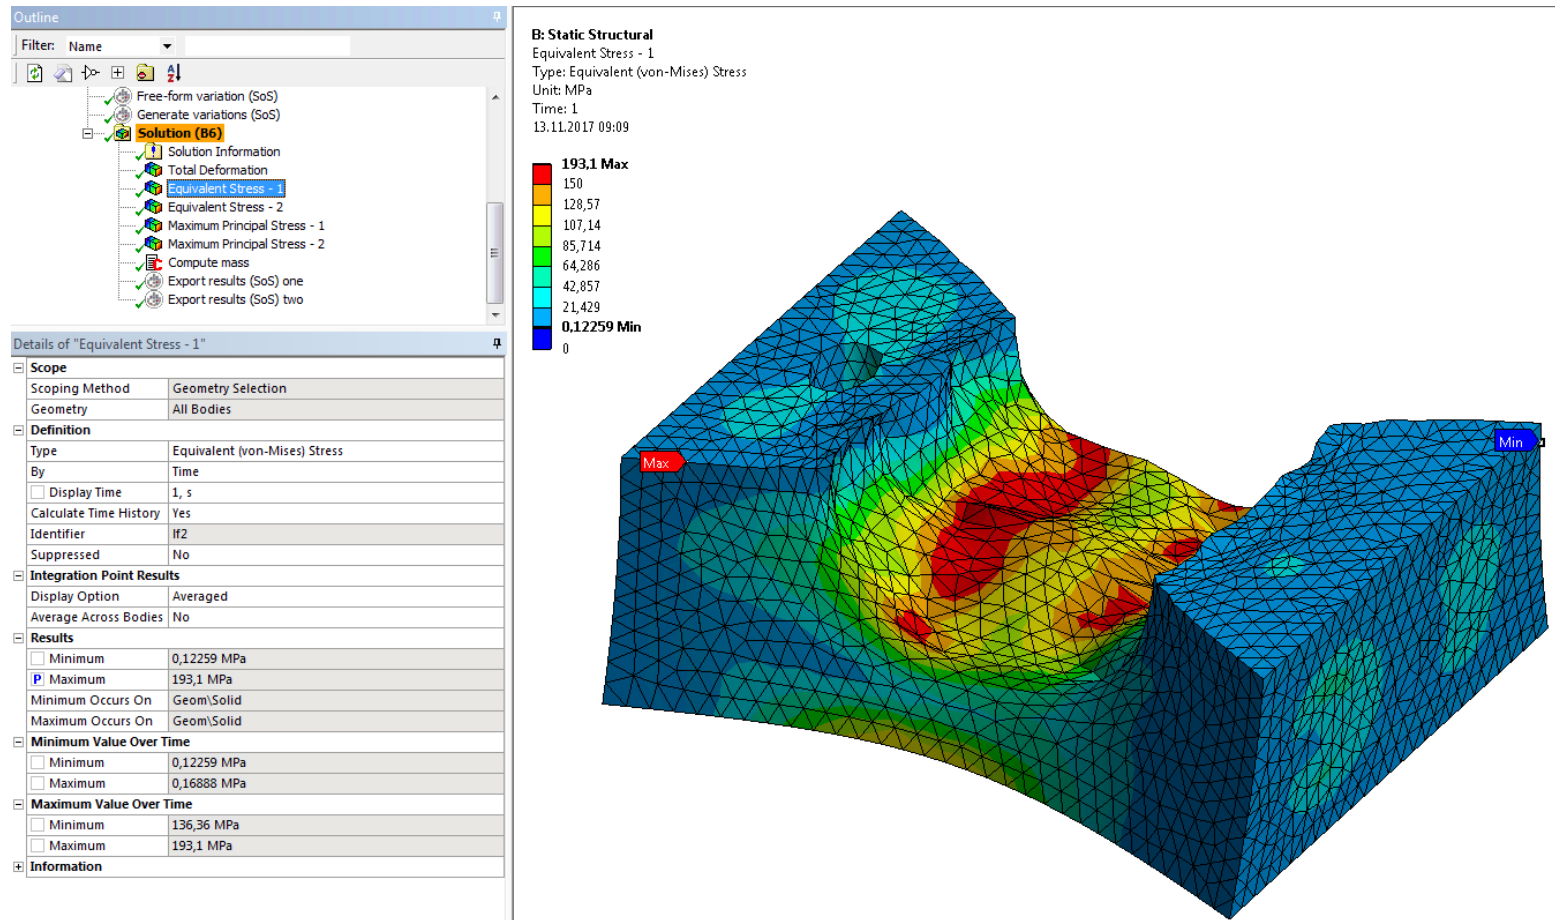 Outline
Filter: Name
Free-form variation (SoS)
Generate variations (SoS)
Solution (B6)
Solution Information
Total Deformation
Equivalent Stress - 1
Equivalent Stress - 2
Maximum Principal Stress - 1
Maximum Principal Stress - 2
Compute mass
Export results (SoS) one
Export results (SoS) two
Details of "Equivalent Stress - 1"
Scope
Scoping Method Geometry Selection
Geometry All Bodies
Definition
Type Equivalent (von-Mises) Stress
By Time
Display Time 1, s
Calculate Time History Yes
Identifier lf2
Suppressed No
Integration Point Results
Display Option Averaged
Average Across Bodies No
Results
Minimum 0,12259 MPa
P Maximum 193,1 MPa
Minimum Occurs On Geom\Solid
Maximum Occurs On Geom\Solid
Minimum Value Over Time
Minimum 0,12259 MPa
Maximum 0,16888 MPa
Maximum Value Over Time
Minimum 136,36 MPa
Maximum 193,1 MPa
Information
B: Static Structural
Equivalent Stress - 1
Type: Equivalent (von-Mises) Stress
Unit: MPa
Time: 1
13.11.2017 09:09
193,1 Max
150
128,57
107,14
85,714
64,286
42,857
21,429
0,12259 Min
0
Max
Min